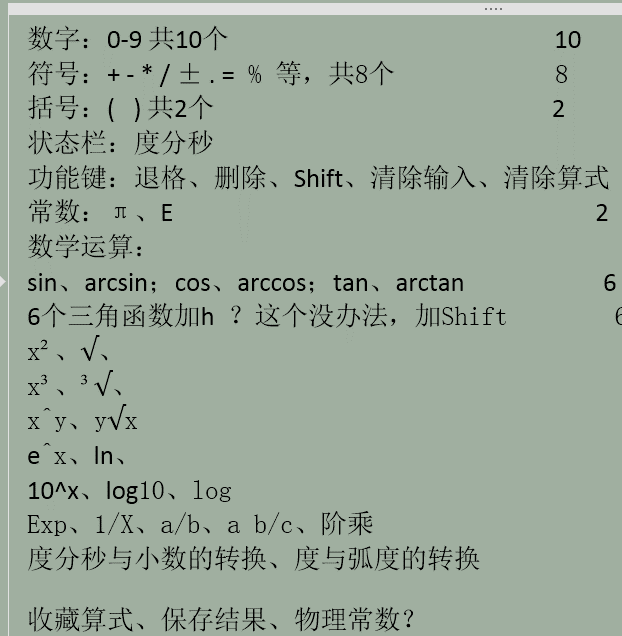 数字：0-9 共10个 10
符号：+ - * / ± . = % 等，共8个 8
括号：( ) 共2个 2
状态栏：度分秒
功能键：退格、删除、Shift、清除输入、清除算式
常数：π、E 2
数学运算：
sin、arcsin；cos、arccos；tan、arctan 6
6个三角函数加h ？这个没办法，加Shift 6
x²、√、
x³、³√、
xˆy、y√x
eˆx、ln、
10^x、log10、log
Exp、1/X、a/b、a b/c、阶乘
度分秒与小数的转换、度与弧度的转换
收藏算式、保存结果、物理常数？